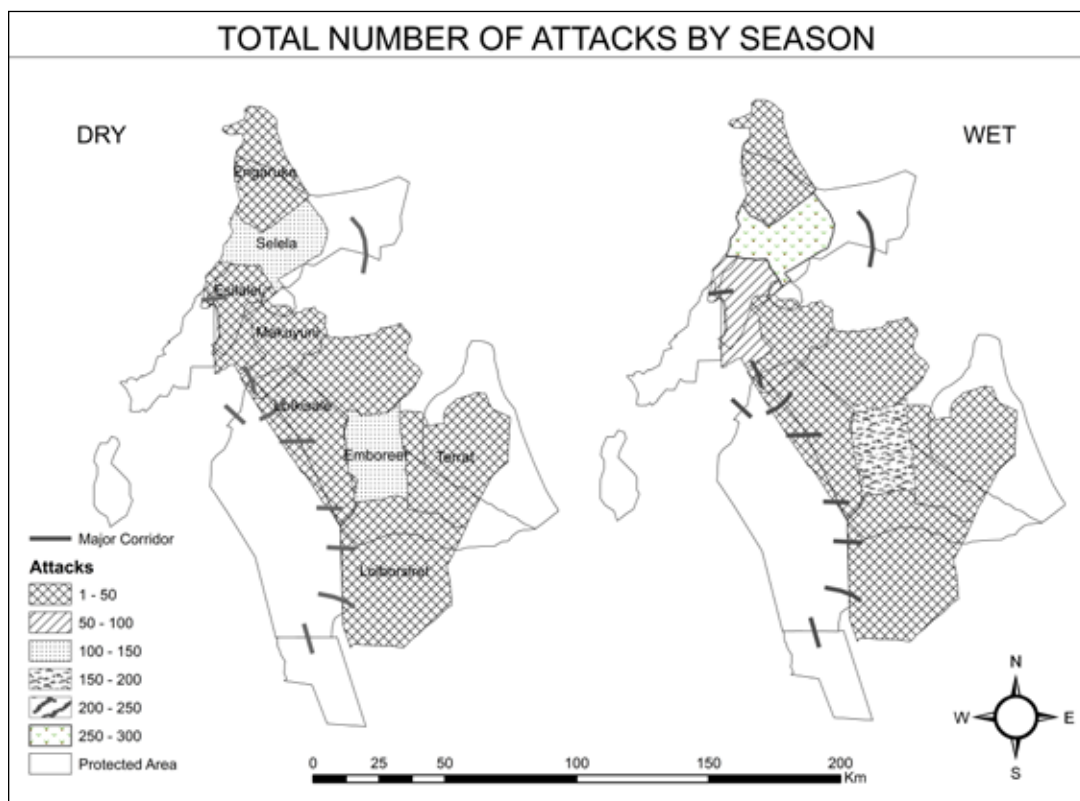 TOTAL NUMBER OF ATTACKS BY SEASON
DRY
WET
Engaruka
Selela
Esilalei
Makuyuni
Lolkisale
Emboreet
Terrat
Loiborsiret
Major Corridor
Attacks
1 - 50
50 - 100
100 - 150
150 - 200
200 - 250
250 - 300
Protected Area
N
W E
S
0 25 50 100 150 200
Km